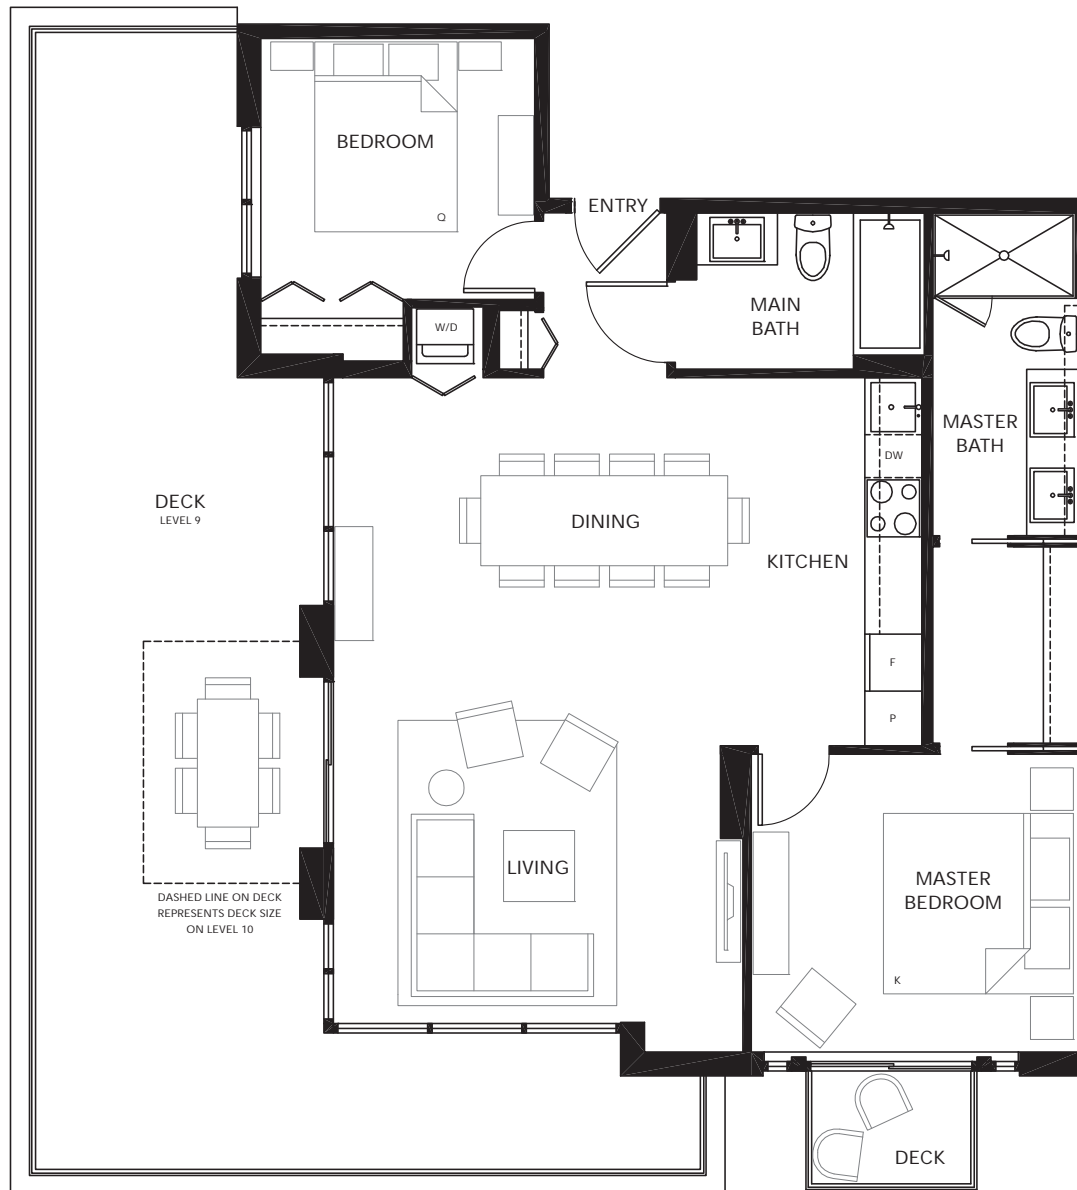 BEDROOM
Q
ENTRY
MAIN
BATH
W/D
MASTER
BATH
DW
DECK
LEVEL 9
DINING
KITCHEN
F
P
LIVING
MASTER
BEDROOM
K
DASHED LINE ON DECK
REPRESENTS DECK SIZE
ON LEVEL 10
DECK